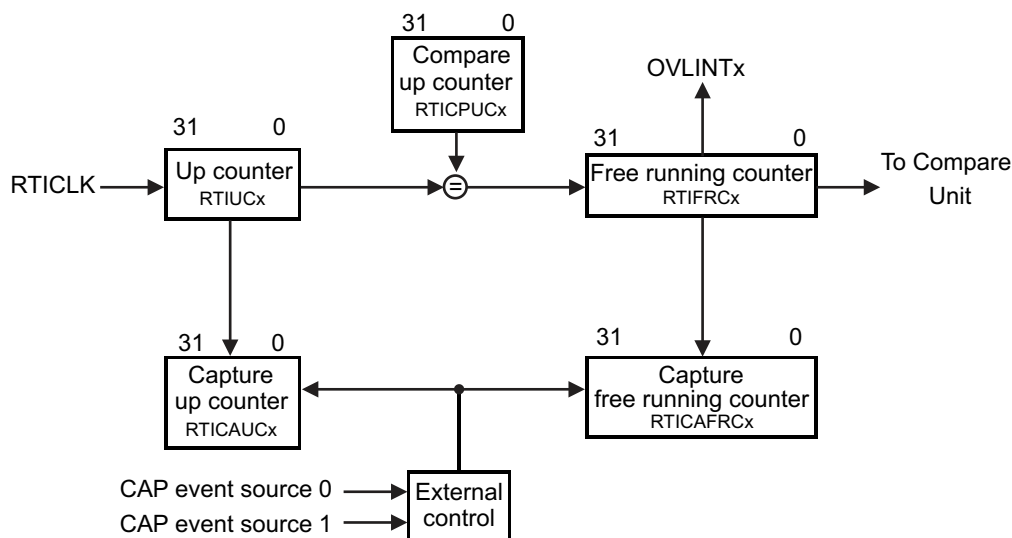 31 0
Compare
up counter
RTICPUCx
OVLINTx
31 0
Up counter
RTIUCx
RTICLK
=
31 0
Free running counter
RTIFRCx
To Compare
Unit
31 0
Capture
up counter
RTICAUCx
31 0
Capture
free running counter
RTICAFRCx
CAP event source 0
CAP event source 1
External
control